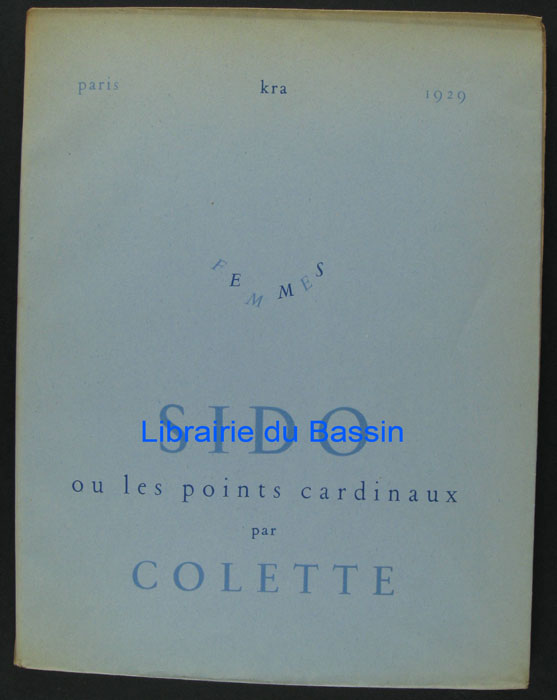 paris kra 1929
FEMMES
SIDO
Librairie du Bassin
ou les points cardinaux
par
COLETTE